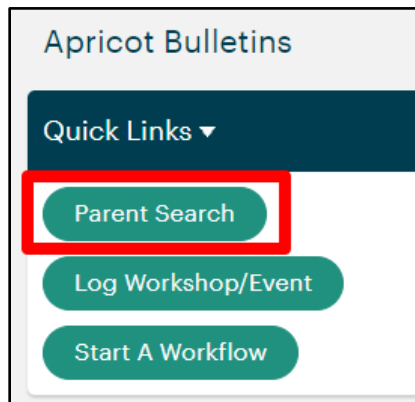 Apricot Bulletins
Quick Links
Parent Search
Log Workshop/Event
Start A Workflow